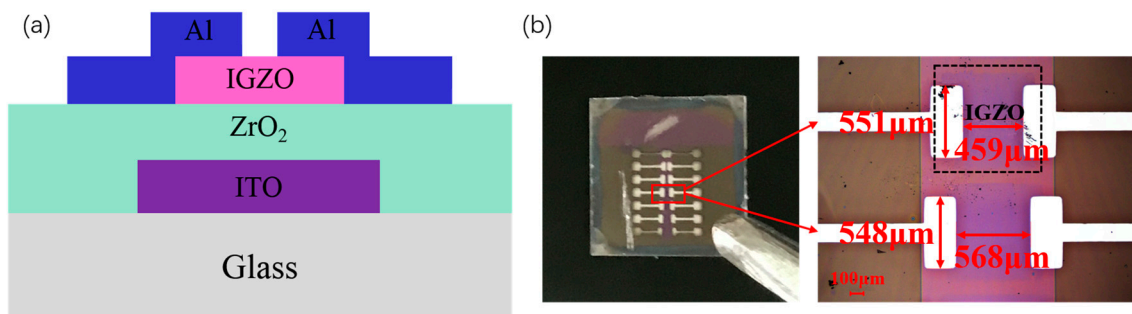 (a)
Al
Al
IGZO
ZrO2
ITO
Glass
(b)
551μm
IGZO
459μm
548μm
568μm
100μm